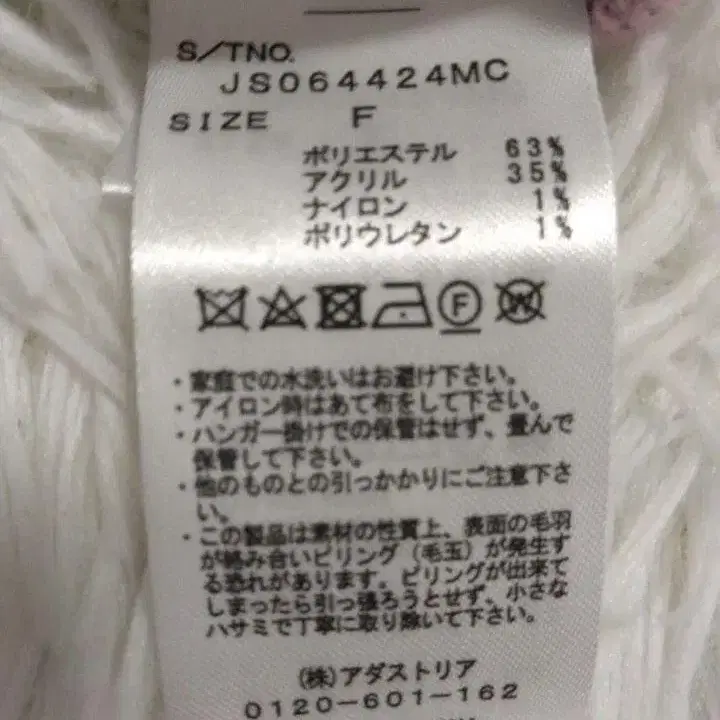 S/TNO.
JS064424MC
SIZE F
ポリエステル 63%
アクリル 35%
ナイロン 1%
ポリウレタン 1%
F W
・家庭での水洗いはお避け下さい。
・アイロン時はあて布をして下さい。
・ハンガー掛けでの保管はせず、畳んで
保管して下さい。
・他のものとの引っかかりにご注意下さ
い。
・この製品は素材の性質上、表面の毛羽
が絡み合いピリング（毛玉）が発生す
る恐れがあります。ピリングが出来て
しまったら引っ張ろうとせず、小さな
ハサミで丁寧に取り除いて下さい。
(株)アダストリア
0120-601-162